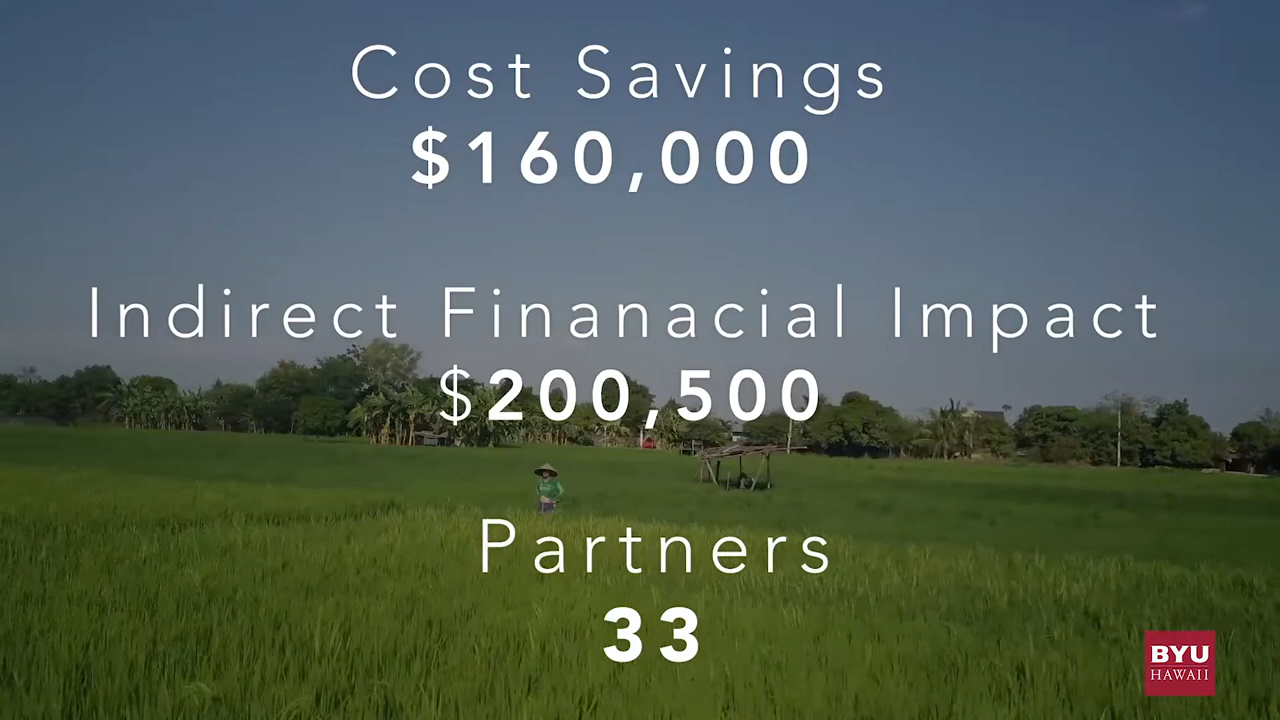 Cost Savings
$160,000
Indirect Finanacial Impact
$200,500
Partners
33
BYU
HAWAII